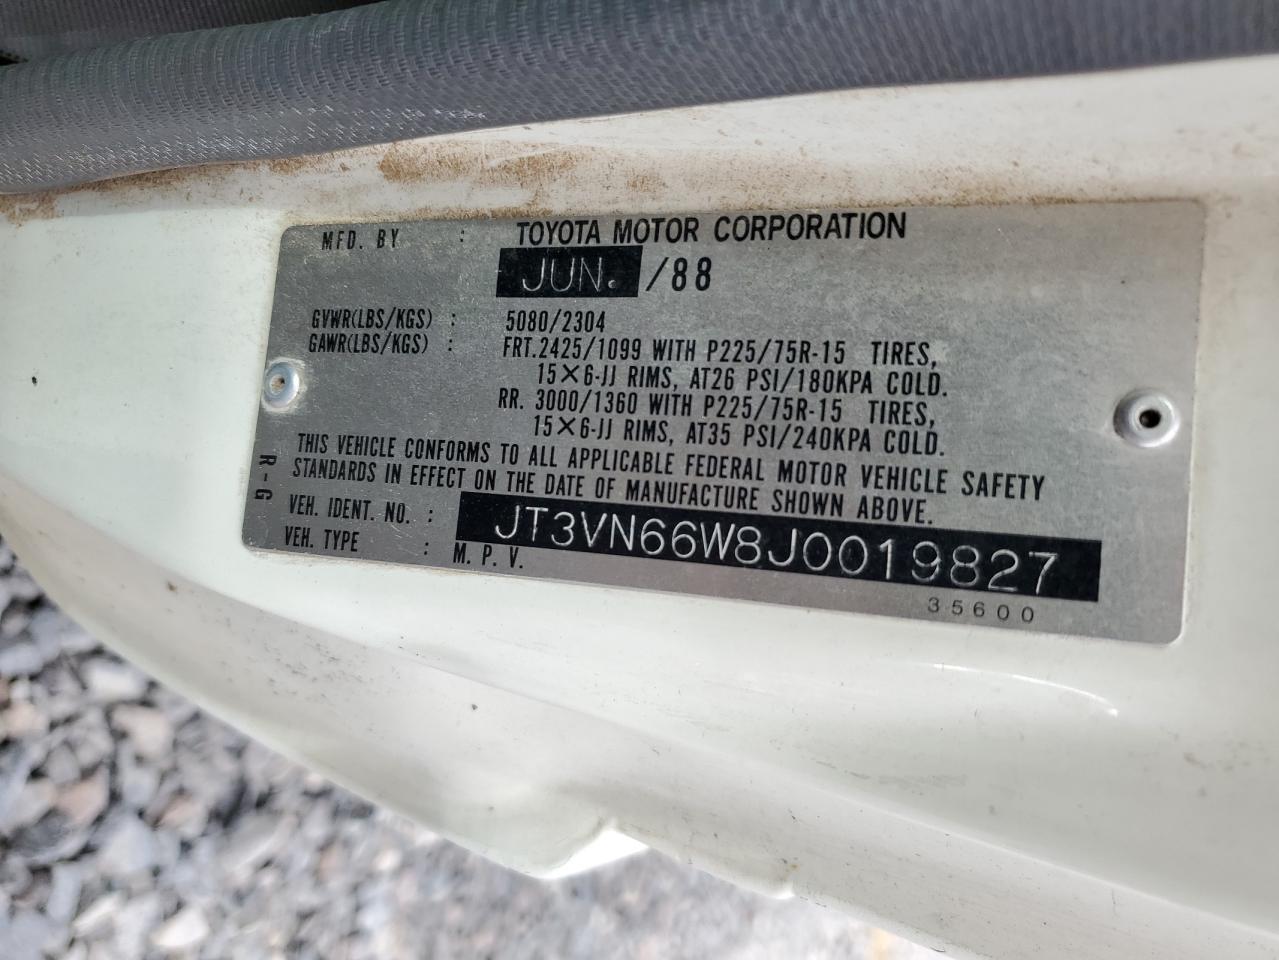 MFD. BY : TOYOTA MOTOR CORPORATION
JUN. /88
GVWR(LBS/KGS) : 5080/2304
GAWR(LBS/KGS) : FRT.2425/1099 WITH P225/75R-15 TIRES,
15×6-JJ RIMS, AT26 PSI/180KPA COLD.
RR. 3000/1360 WITH P225/75R-15 TIRES,
15×6-JJ RIMS, AT35 PSI/240KPA COLD.
THIS VEHICLE CONFORMS TO ALL APPLICABLE FEDERAL MOTOR VEHICLE SAFETY
STANDARDS IN EFFECT ON THE DATE OF MANUFACTURE SHOWN ABOVE.
R-G
VEH. IDENT. NO. : JT3VN66W8J0019827
VEH. TYPE : M. P. V.
35600